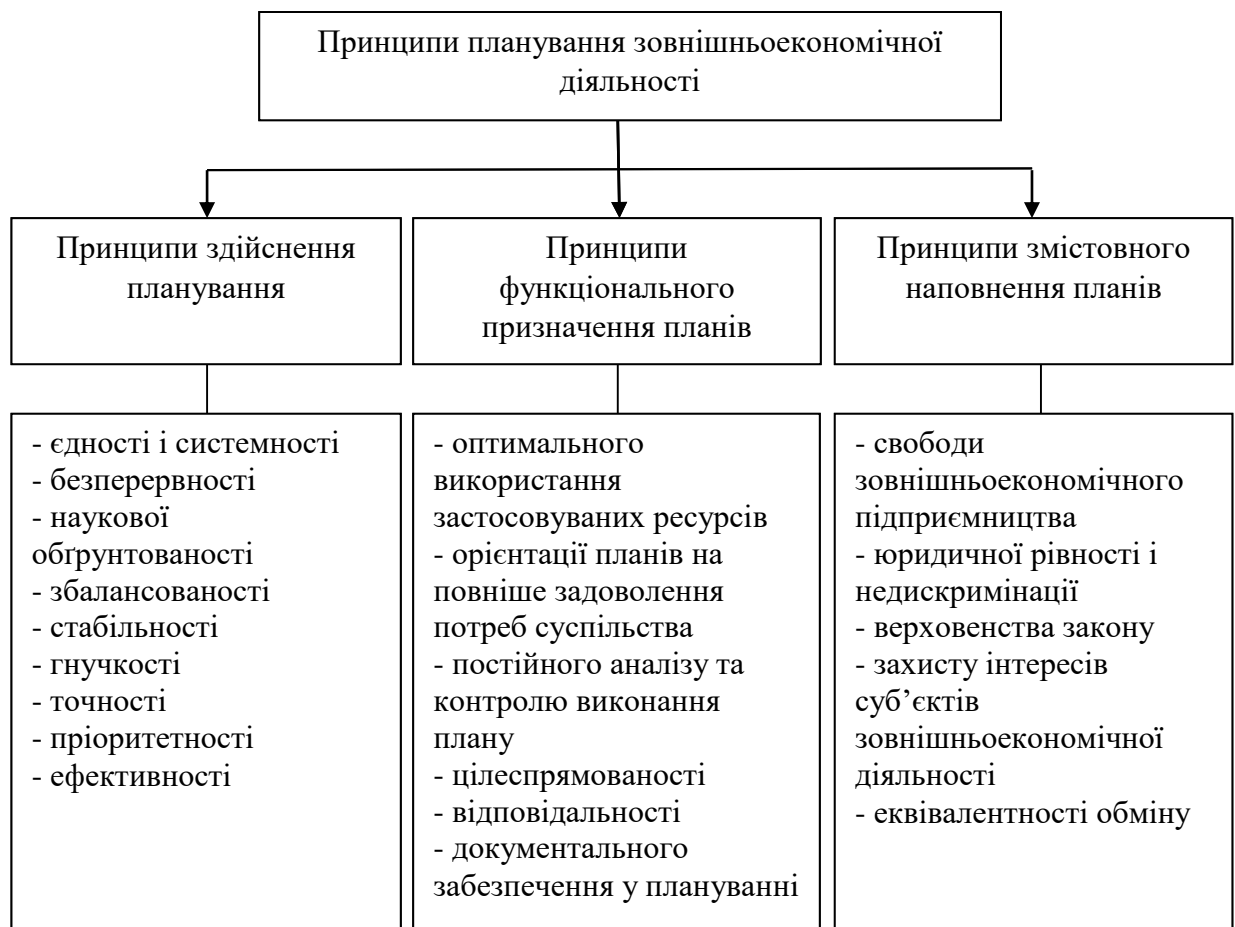 Принципи планування зовнішньоекономічної
діяльності
Принципи здійснення
планування
Принципи
функціонального
призначення планів
Принципи змістовного
наповнення планів
- єдності і системності
- безперервності
- наукової
обґрунтованості
- збалансованості
- стабільності
- гнучкості
- точності
- пріоритетності
- ефективності
- оптимального
використання
застосовуваних ресурсів
- орієнтації планів на
повніше задоволення
потреб суспільства
- постійного аналізу та
контролю виконання
плану
- цілеспрямованості
- відповідальності
- документального
забезпечення у плануванні
- свободи
зовнішньоекономічного
підприємництва
- юридичної рівності і
недискримінації
- верховенства закону
- захисту інтересів
суб’єктів
зовнішньоекономічної
діяльності
- еквівалентності обміну